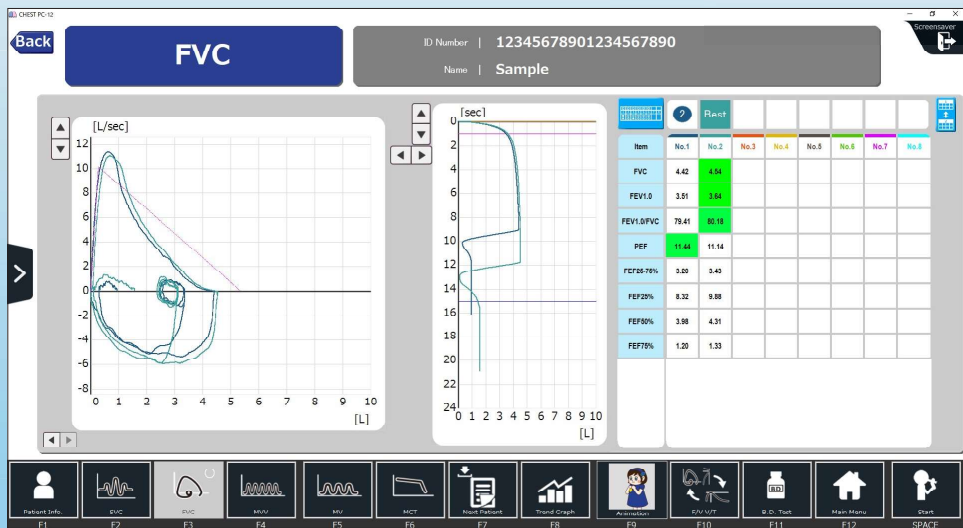 CHEST PC-12
Back
FVC
ID Number | 12345678901234567890
Name | Sample
Screensaver
[L/sec]
12
10
8
6
4
2
0
-2
-4
-6
-8
0 1 2 3 4 5 6 7 8 9 10
[L]
[sec]
0
2
4
6
8
10
12
14
16
18
20
22
24
0 1 2 3 4 5 6 7 8 9 10
[L]
2 Best
Item No.1 No.2 No.3 No.4 No.5 No.6 No.7 No.8
FVC 4.42 4.54
FEV1.0 3.51 3.64
FEV1.0/FVC 79.41 80.18
PEF 11.44 11.14
FEF25-75% 3.20 3.43
FEF25% 8.32 9.88
FEF50% 3.98 4.31
FEF75% 1.20 1.33
Patient Info. SVC FVC MVV MV MCT Next Patient Trend Graph Animation F/V V/T B.D. Test Main Menu Start
F1 F2 F3 F4 F5 F6 F7 F8 F9 F10 F11 F12 SPACE